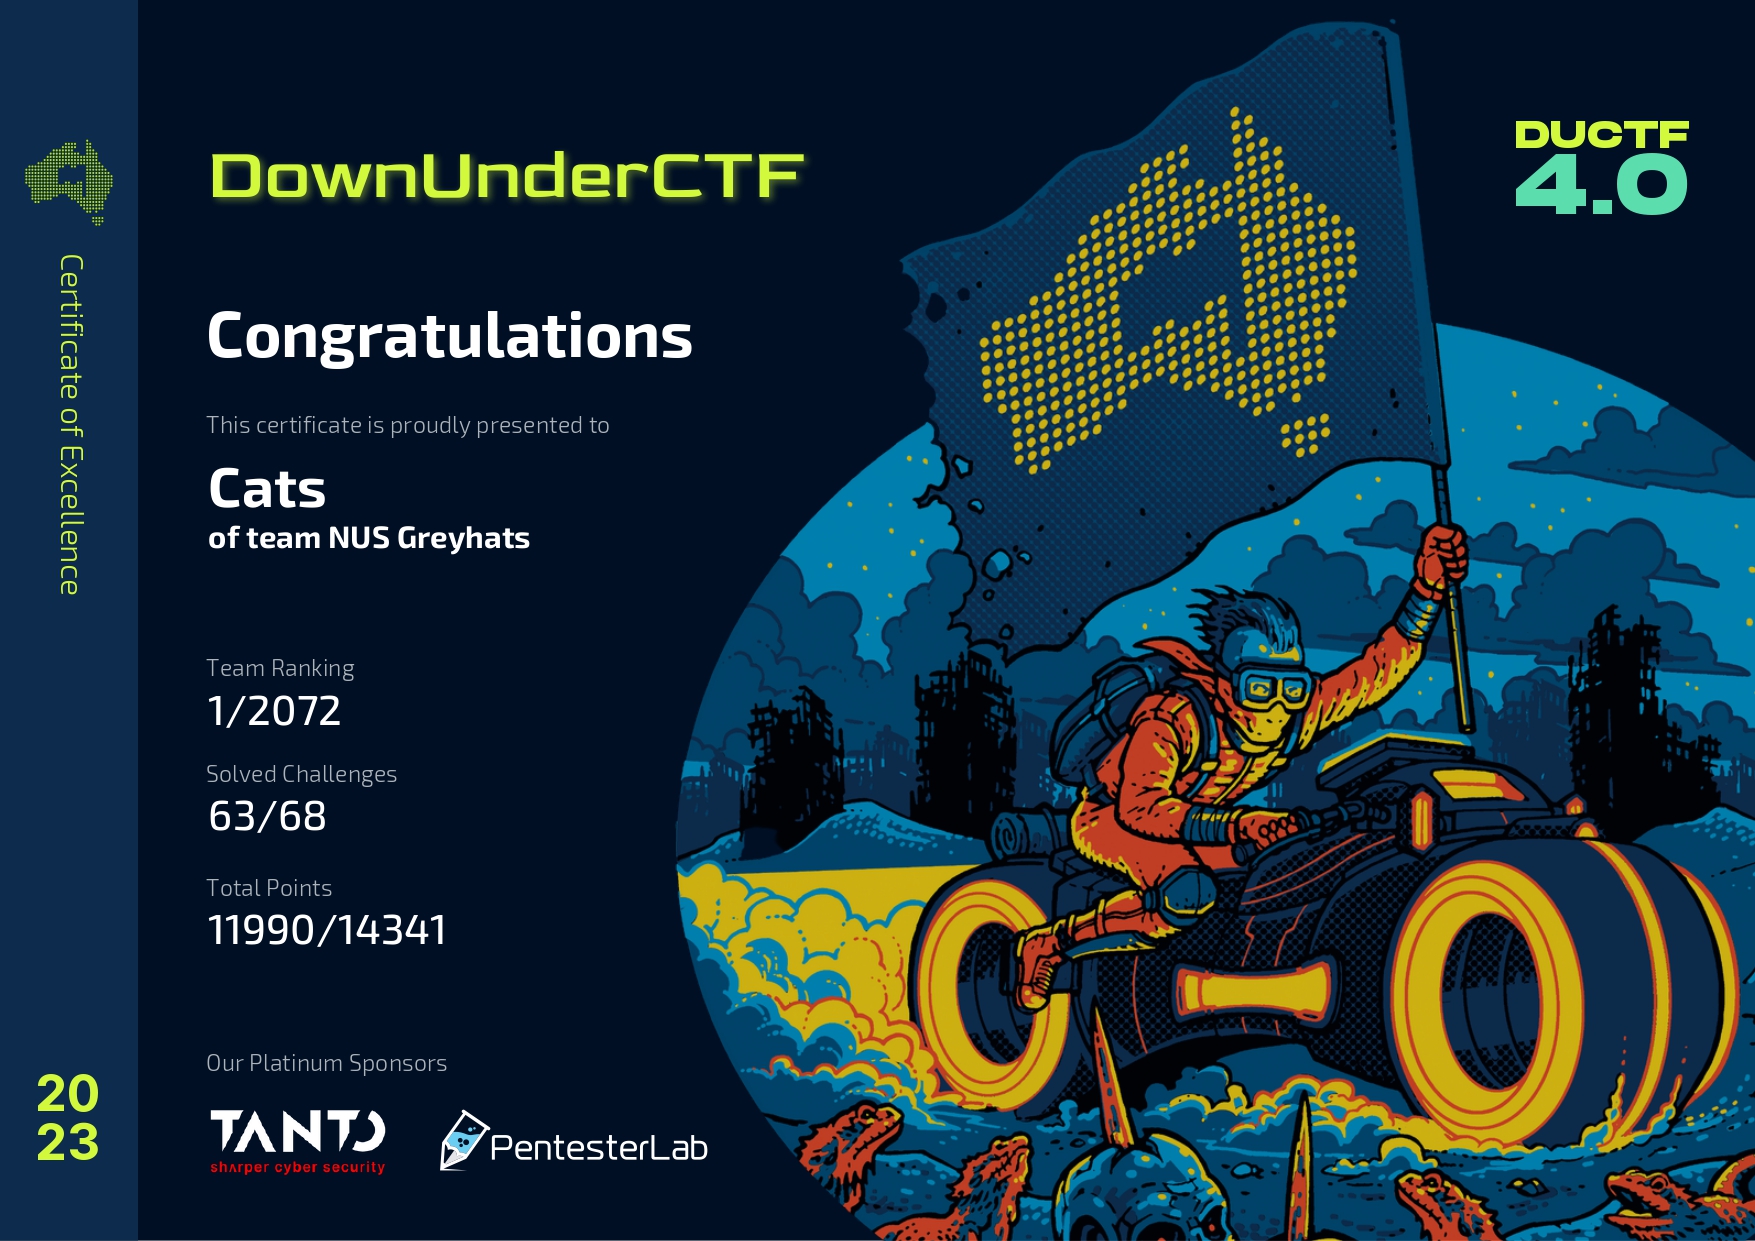 Certificate of Excellence
20
23
DownUnderCTF
DUCTF
4.0
Congratulations
This certificate is proudly presented to
Cats
of team NUS Greyhats
Team Ranking
1/2072
Solved Challenges
63/68
Total Points
11990/14341
Our Platinum Sponsors
TANTO
shArper cyber security
PentesterLab